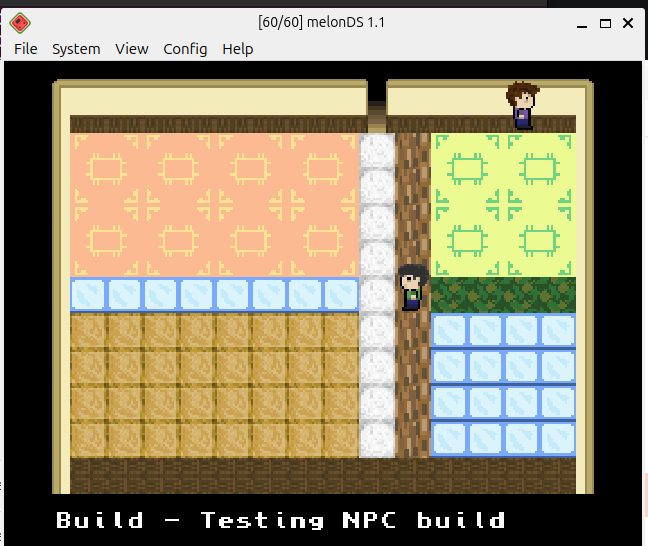 [60/60] melonDS 1.1
File System View Config Help
Build - Testing NPC build